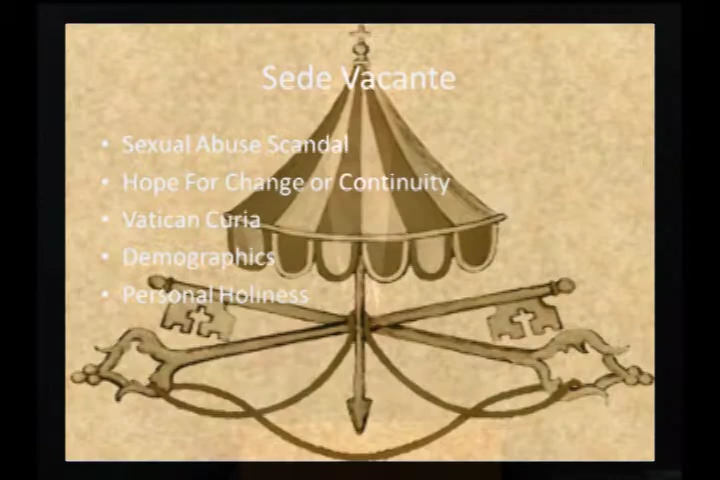 Sede Vacante
• Sexual Abuse Scandal
• Hope For Change or Continuity
• Vatican Curia
• Demographics
• Personal Holiness